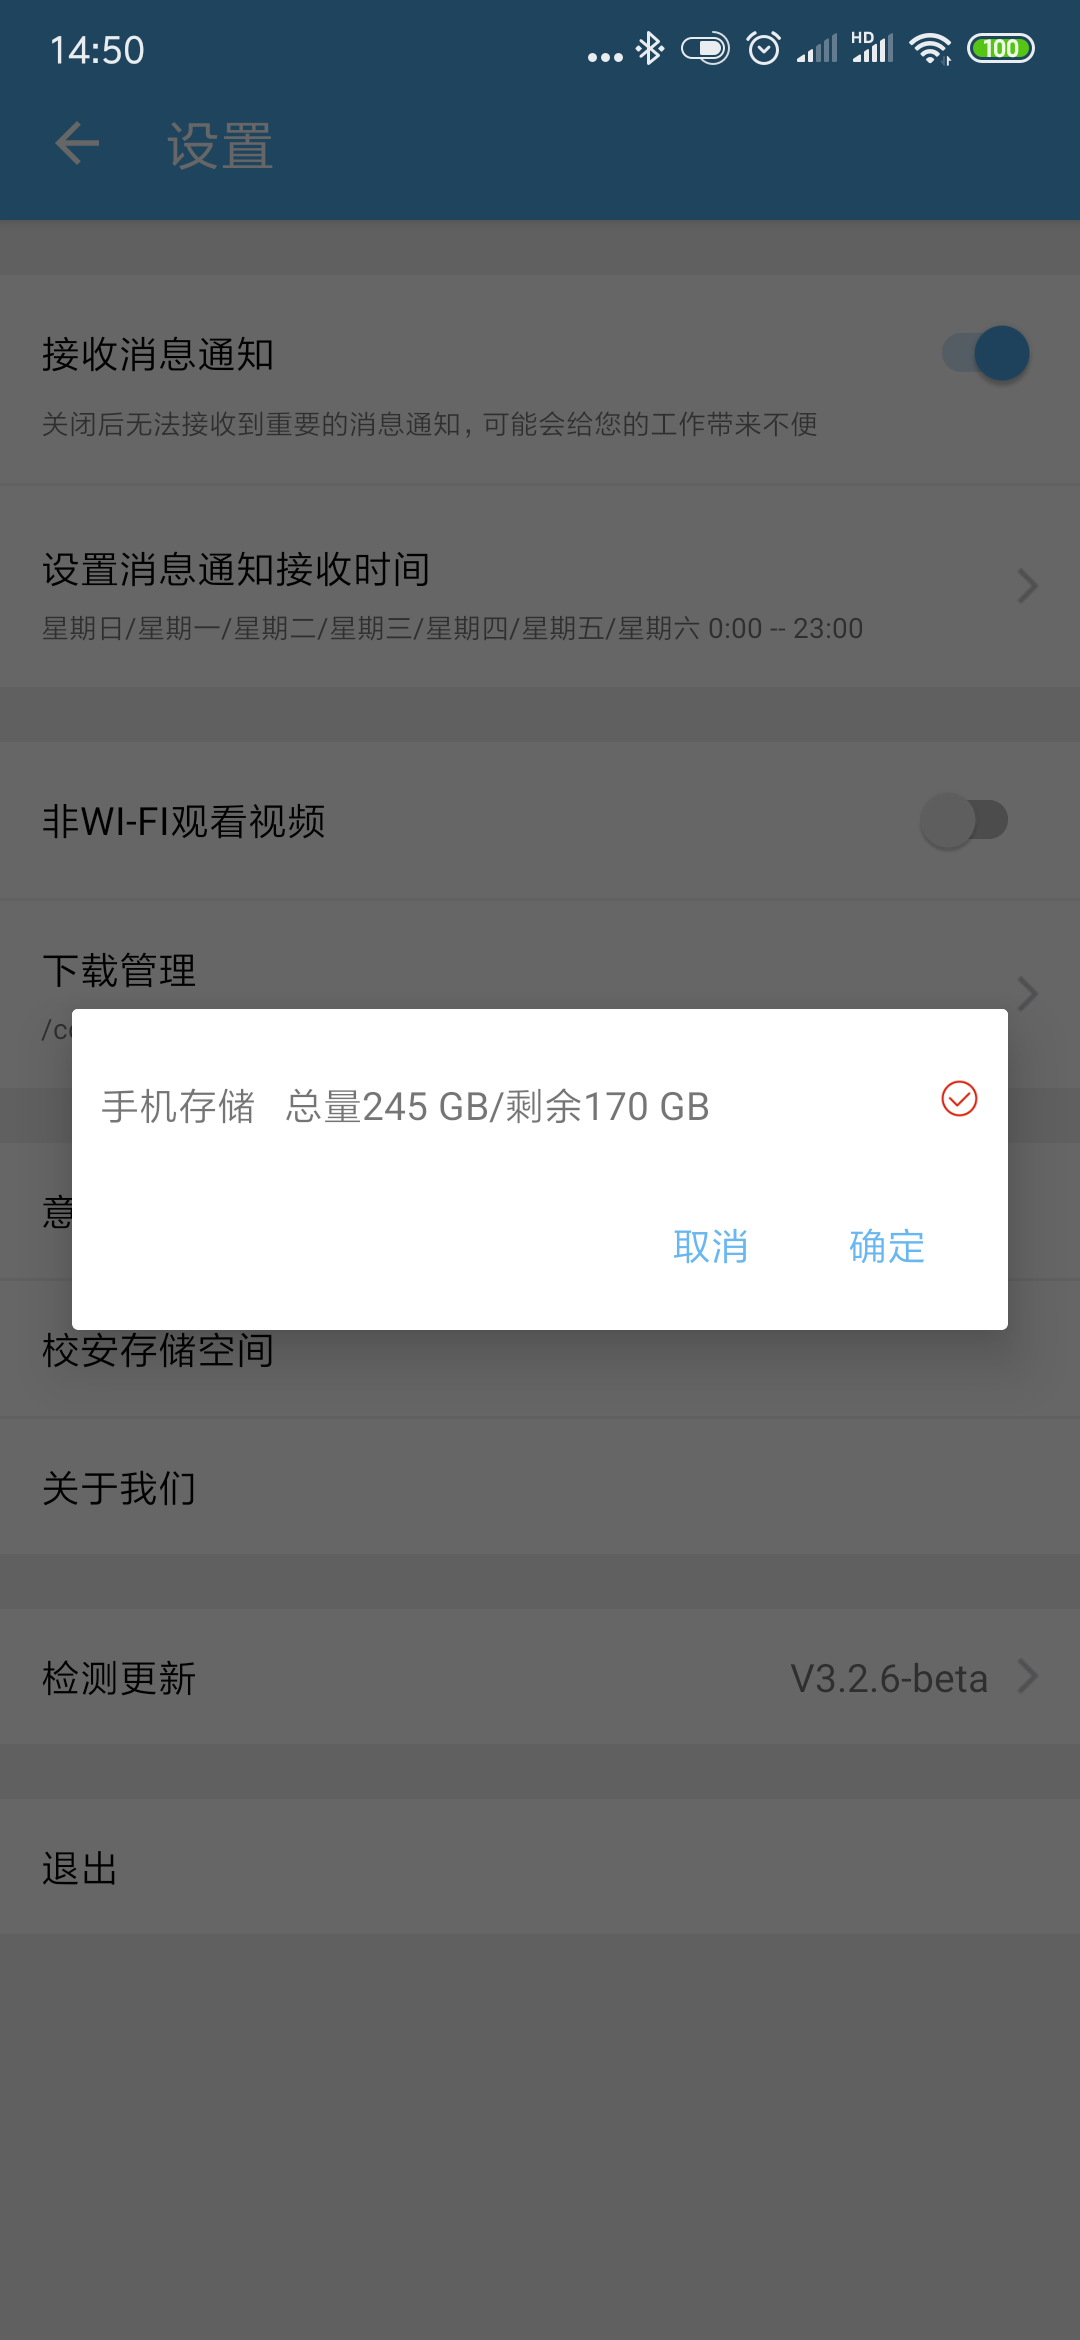 14:50
HD
100
设置
接收消息通知
关闭后无法接收到重要的消息通知，可能会给您的工作带来不便
设置消息通知接收时间
星期日/星期一/星期二/星期三/星期四/星期五/星期六 0:00 -- 23:00
非WI-FI观看视频
下载管理
手机存储 总量245 GB/剩余170 GB
取消 确定
校安存储空间
关于我们
检测更新 V3.2.6-beta
退出